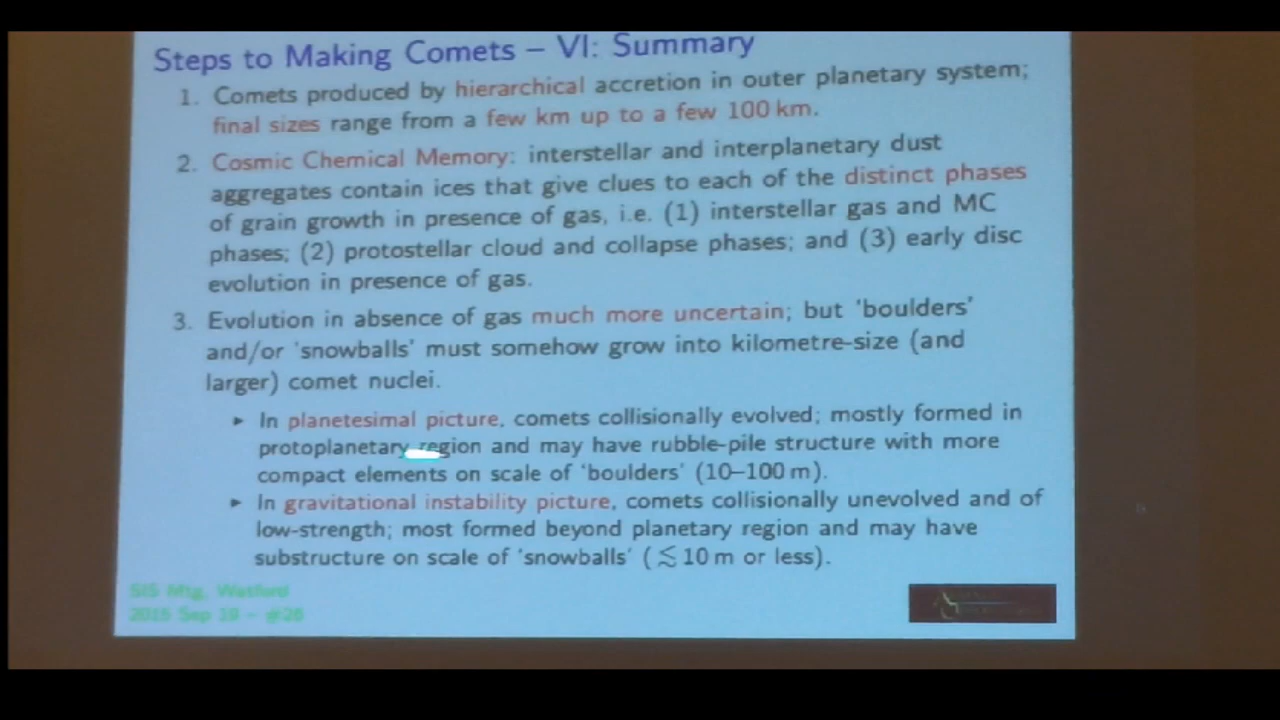 Steps to Making Comets – VI: Summary
1. Comets produced by hierarchical accretion in outer planetary system;
final sizes range from a few km up to a few 100 km.
2. Cosmic Chemical Memory: interstellar and interplanetary dust
aggregates contain ices that give clues to each of the distinct phases
of grain growth in presence of gas, i.e. (1) interstellar gas and MC
phases; (2) protostellar cloud and collapse phases; and (3) early disc
evolution in presence of gas.
3. Evolution in absence of gas much more uncertain; but 'boulders'
and/or 'snowballs' must somehow grow into kilometre-size (and
larger) comet nuclei.
► In planetesimal picture, comets collisionally evolved; mostly formed in
protoplanetary region and may have rubble-pile structure with more
compact elements on scale of 'boulders' (10–100 m).
► In gravitational instability picture, comets collisionally unevolved and of
low-strength; most formed beyond planetary region and may have
substructure on scale of 'snowballs' (≲ 10 m or less).
SIS Mtg, Watford
2015 Sep 19 – #26